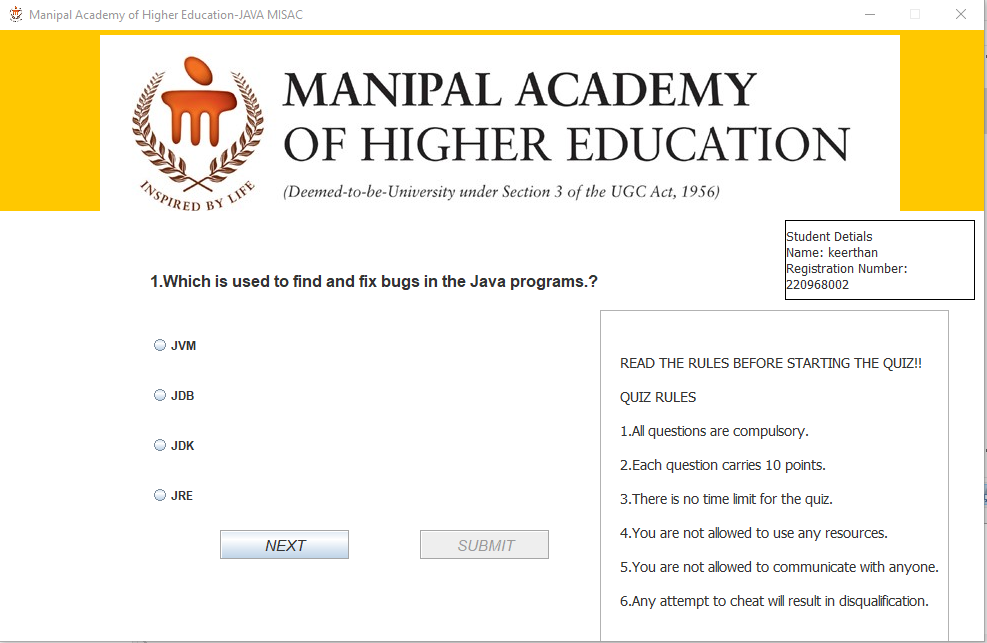 Manipal Academy of Higher Education-JAVA MISAC
MANIPAL ACADEMY
OF HIGHER EDUCATION
(Deemed-to-be-University under Section 3 of the UGC Act, 1956)
INSPIRED BY LIFE
Student Detials
Name: keerthan
Registration Number:
220968002
1.Which is used to find and fix bugs in the Java programs.?
JVM
JDB
JDK
JRE
NEXT
SUBMIT
READ THE RULES BEFORE STARTING THE QUIZ!!
QUIZ RULES
1.All questions are compulsory.
2.Each question carries 10 points.
3.There is no time limit for the quiz.
4.You are not allowed to use any resources.
5.You are not allowed to communicate with anyone.
6.Any attempt to cheat will result in disqualification.